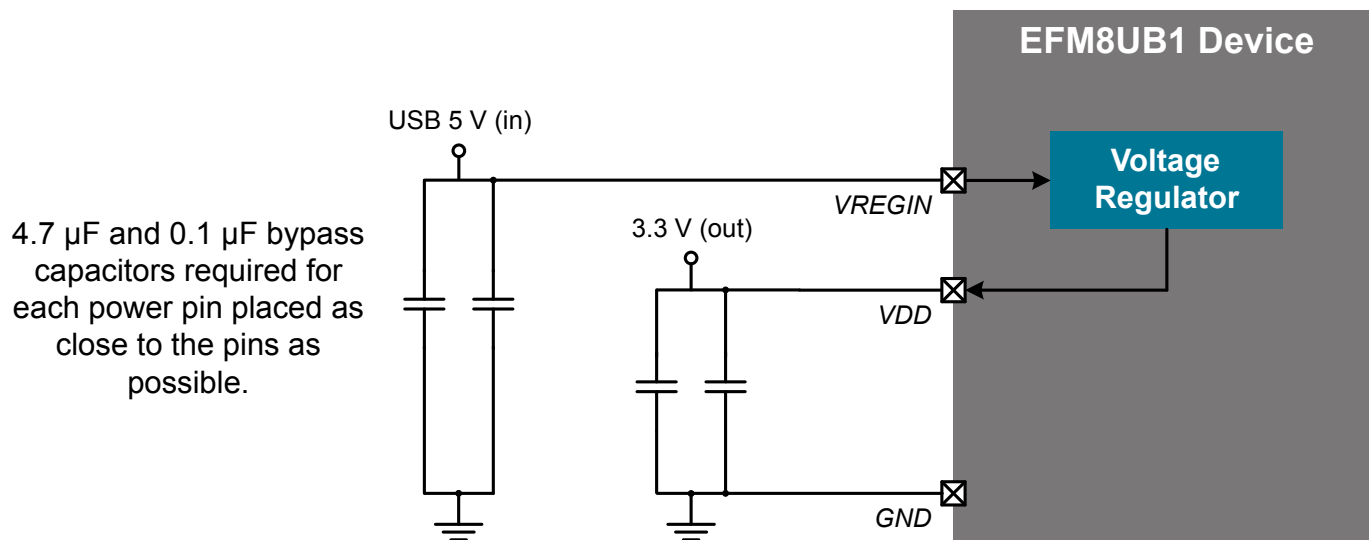 EFM8UB1 Device
USB 5 V (in)
Voltage
Regulator
VREGIN
4.7 µF and 0.1 µF bypass
capacitors required for
each power pin placed as
close to the pins as
possible.
3.3 V (out)
VDD
GND